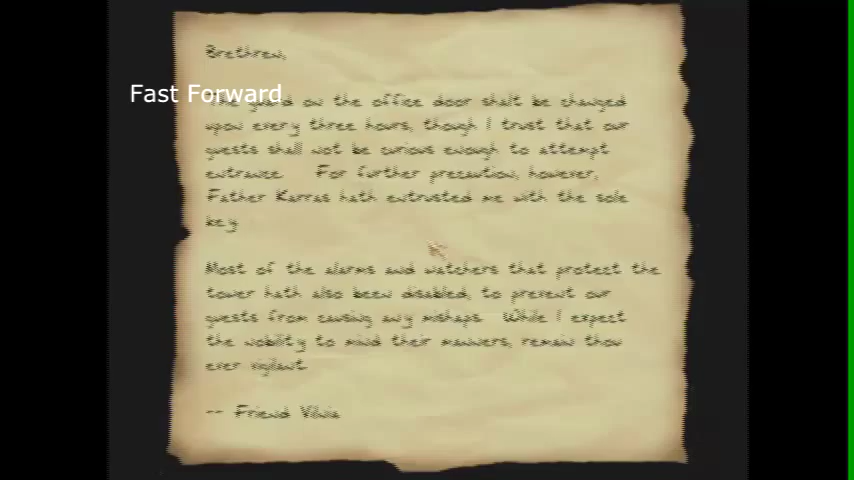 Brethren,
Fast Forward
The guard on the office door shalt be changed
upon every three hours, though I trust that our
guests shall not be curious enough to attempt
entrance. For further precaution, however,
Father Karras hath entrusted me with the sole
key.
Most of the alarms and watchers that protect the
tower hath also been disabled, to prevent our
guests from causing any mishaps. While I expect
the nobility to mind their manners, remain thou
ever vigilant.
-- Friend Vilnia